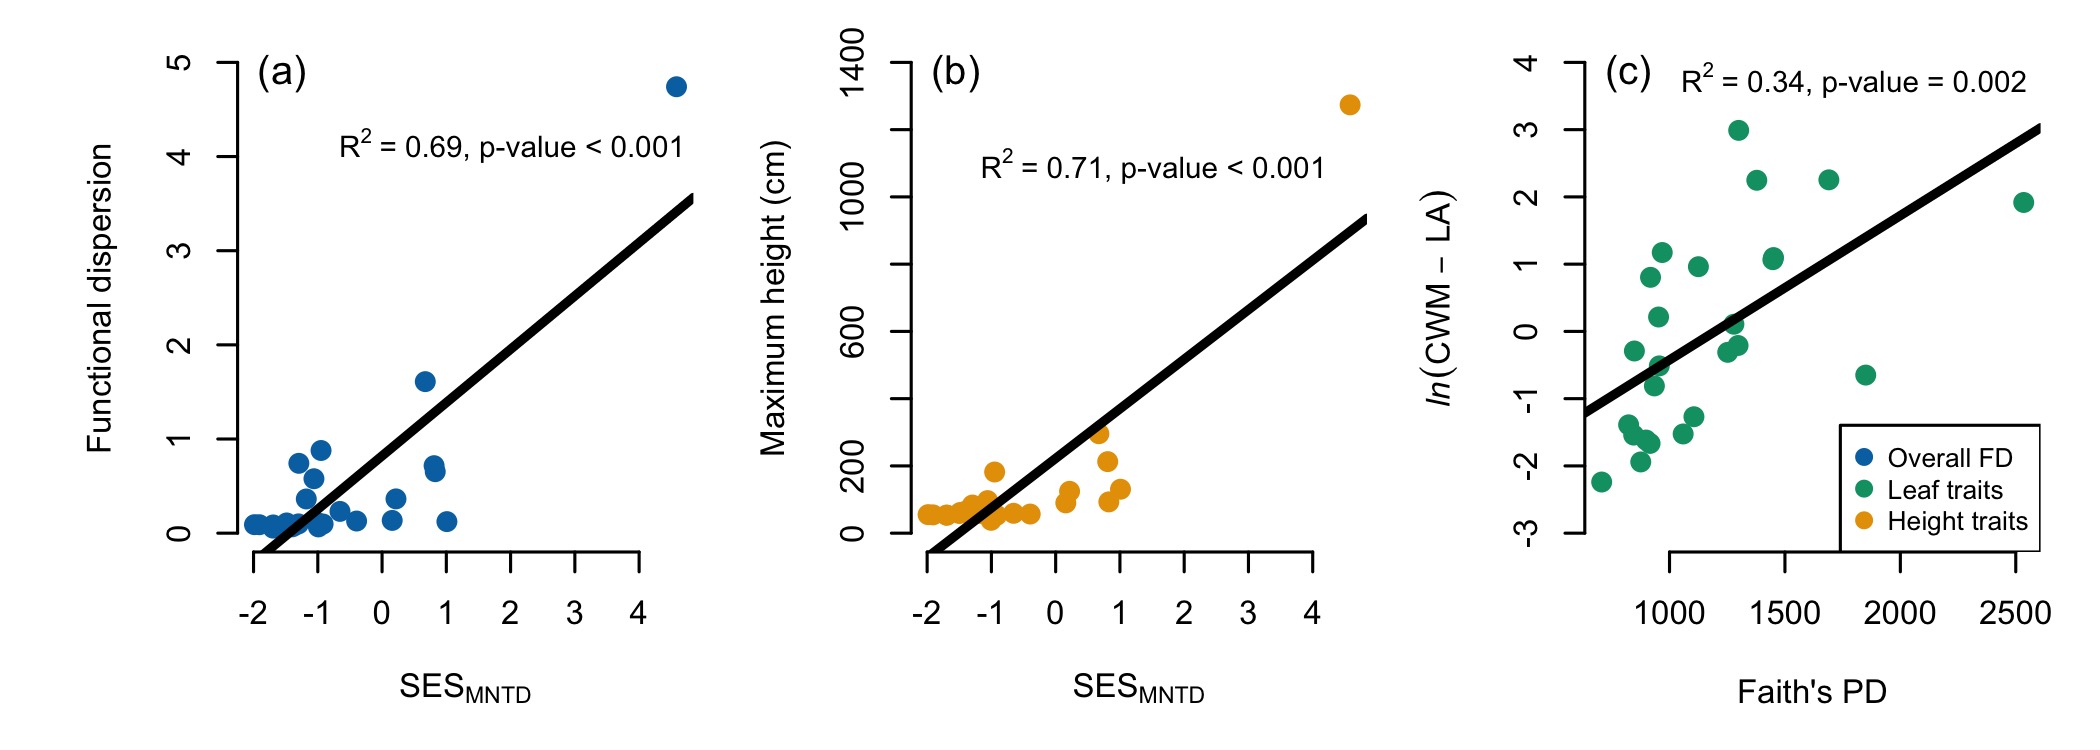 (a)
R² = 0.69, p-value < 0.001
Functional dispersion
0 1 2 3 4 5
-2 -1 0 1 2 3 4
SES_MNTD
(b)
R² = 0.71, p-value < 0.001
Maximum height (cm)
0 200 600 1000 1400
-2 -1 0 1 2 3 4
SES_MNTD
(c)
R² = 0.34, p-value = 0.002
ln(CWM − LA)
-3 -2 -1 0 1 2 3 4
Overall FD
Leaf traits
Height traits
1000 1500 2000 2500
Faith's PD